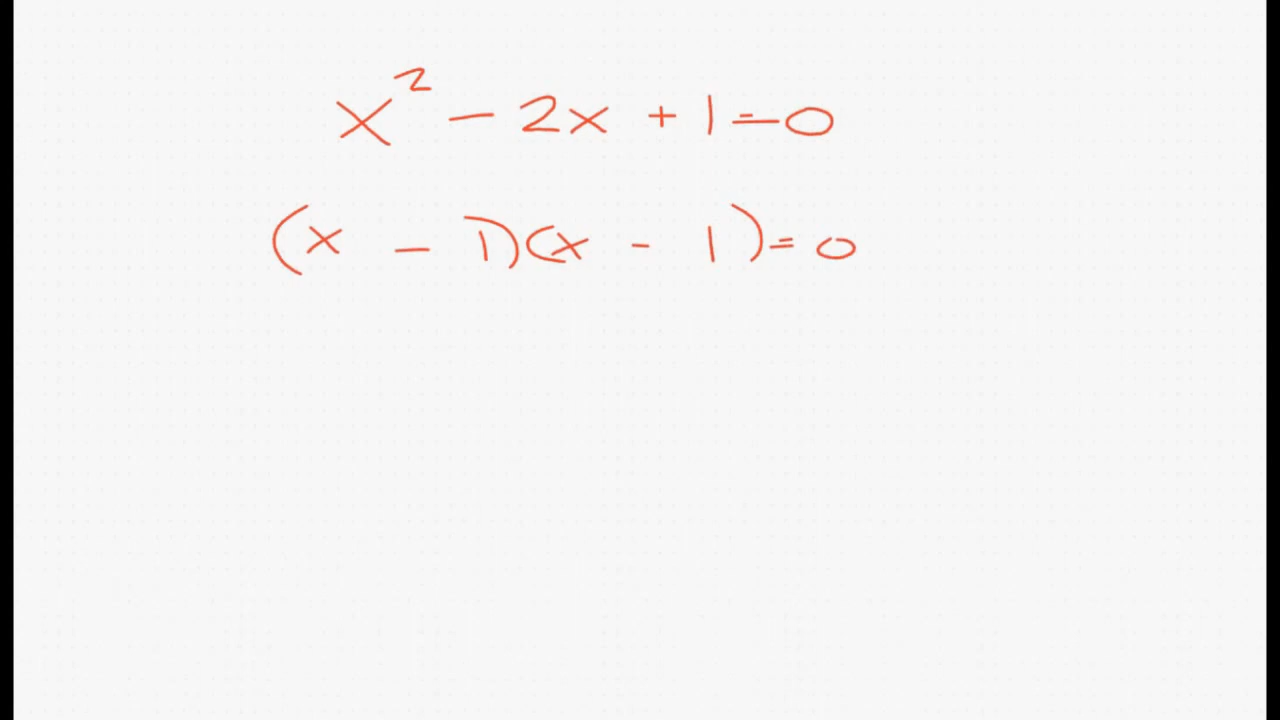 x² - 2x + 1 = 0
(x - 1)(x - 1) = 0